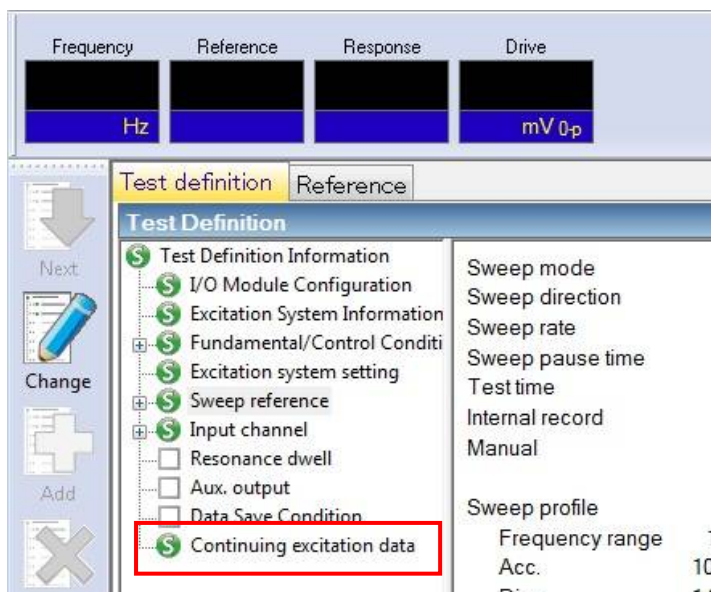 Frequency Reference Response Drive
Hz mV 0-p
Test definition Reference
Test Definition
Next
Change
Add
Test Definition Information
I/O Module Configuration
Excitation System Information
Fundamental/Control Conditi
Excitation system setting
Sweep reference
Input channel
Resonance dwell
Aux. output
Data Save Condition
Continuing excitation data
Sweep mode
Sweep direction
Sweep rate
Sweep pause time
Test time
Internal record
Manual
Sweep profile
Frequency range
Acc. 10